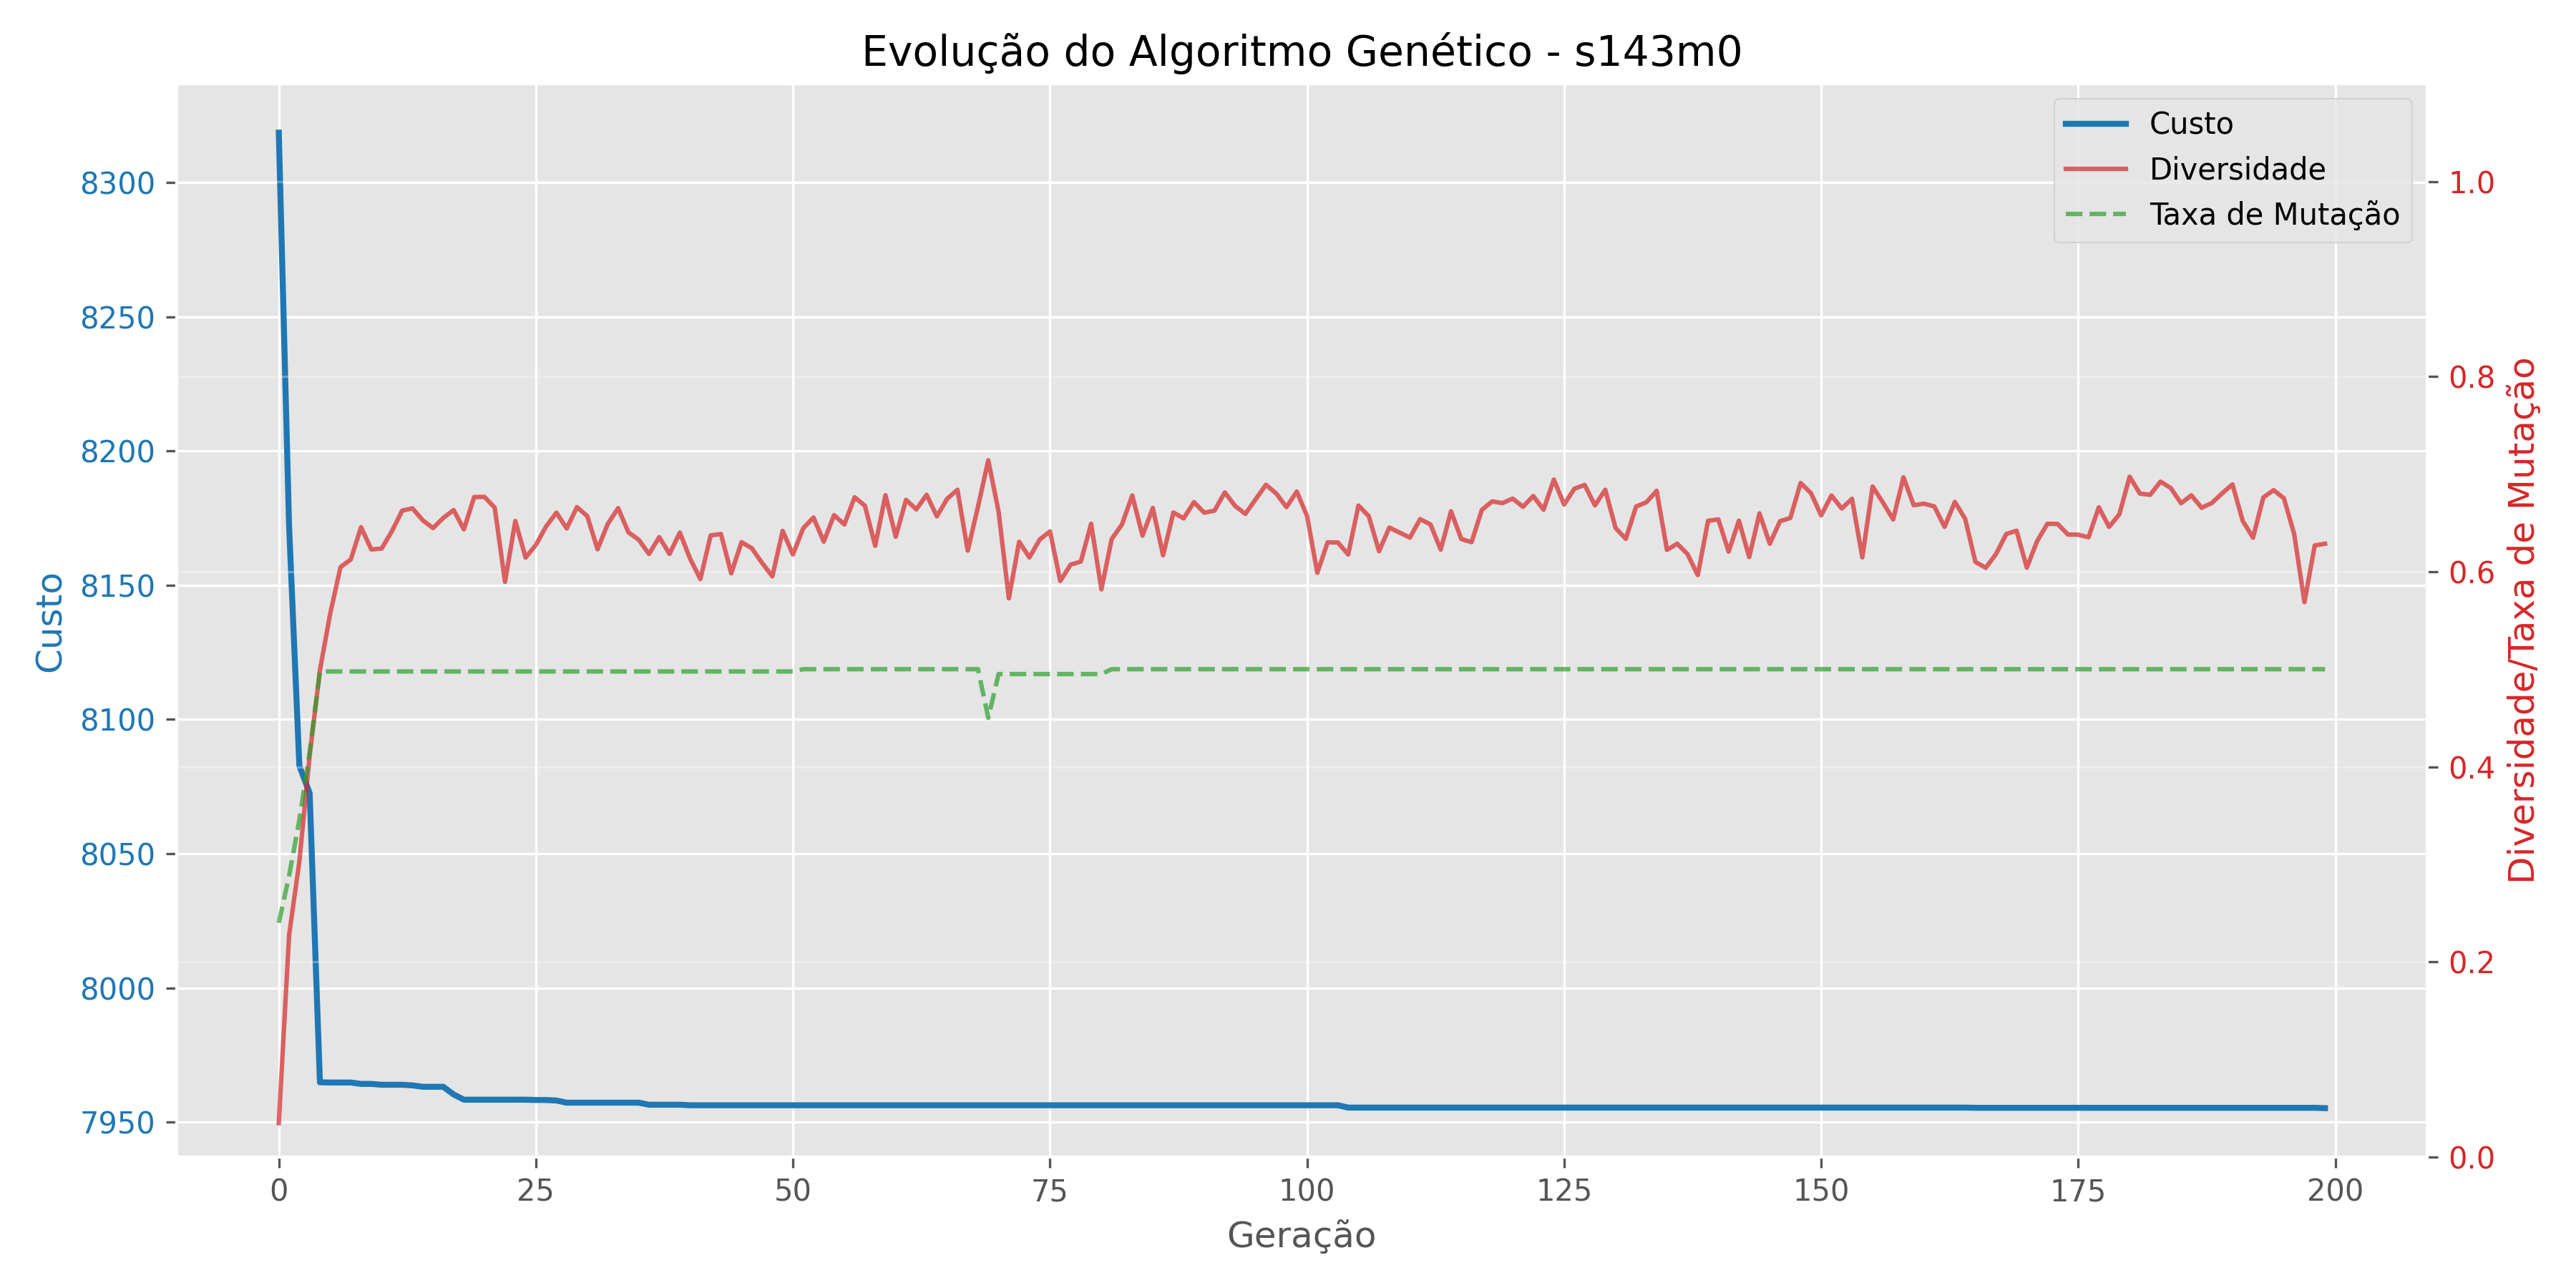 Evolução do Algoritmo Genético - s143m0
Custo
Diversidade
Taxa de Mutação
8300
8250
8200
8150
8100
8050
8000
7950
Custo
1.0
0.8
0.6
0.4
0.2
0.0
Diversidade/Taxa de Mutação
0 25 50 75 100 125 150 175 200
Geração